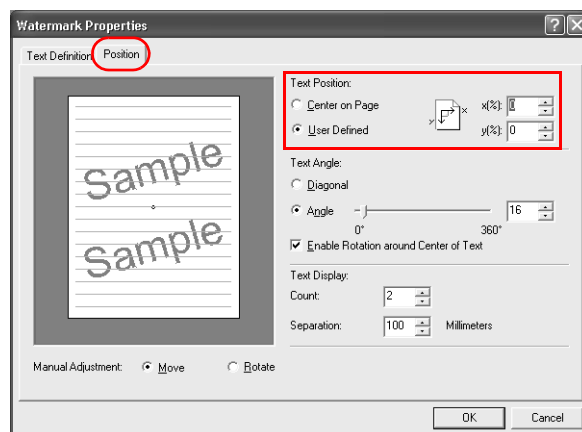 Watermark Properties
Text Definition Position
Sample
Sample
Manual Adjustment: Move Rotate
Text Position:
Center on Page
User Defined
x x(%): 0
y y(%): 0
Text Angle:
Diagonal
Angle 16
0° 360°
Enable Rotation around Center of Text
Text Display:
Count: 2
Separation: 100 Millimeters
OK Cancel